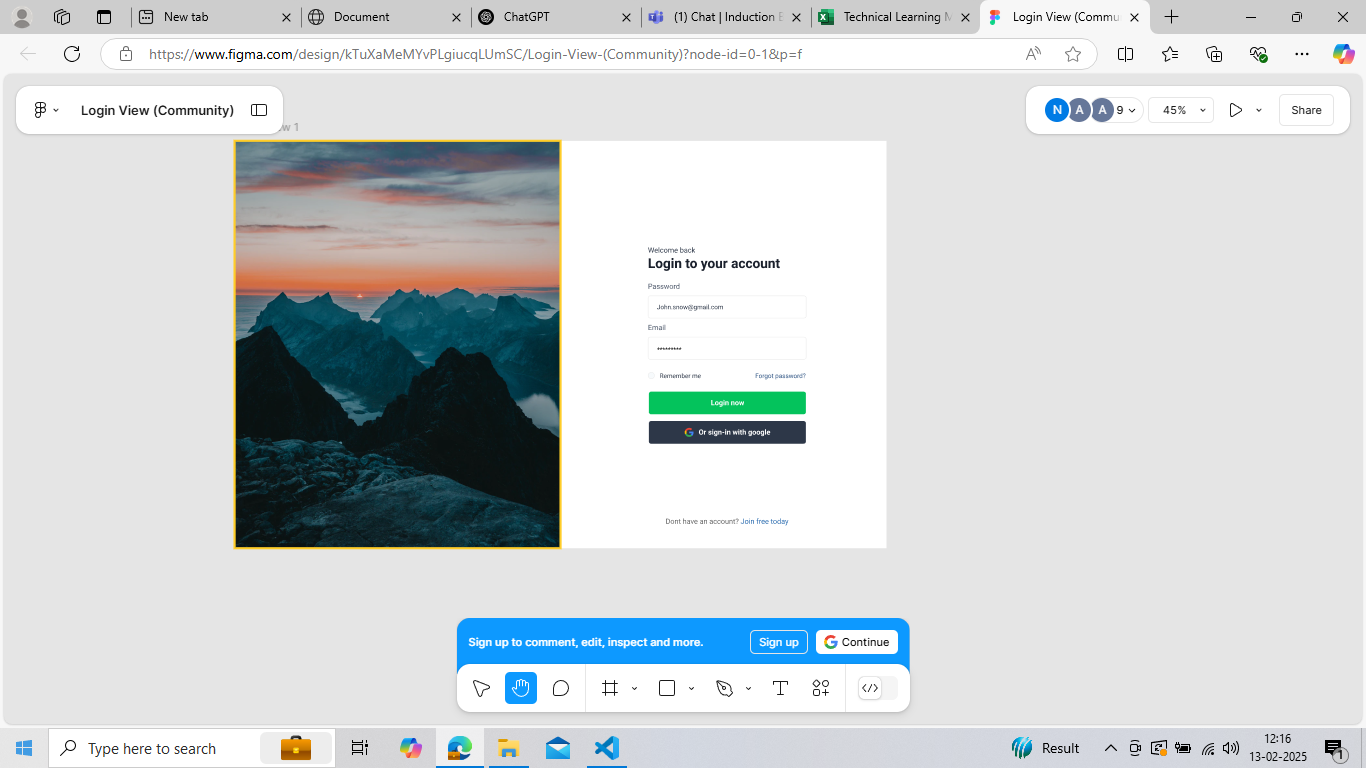 New tab
Document
ChatGPT
(1) Chat | Induction
Technical Learning
Login View (Commu
https://www.figma.com/design/kTuXaMeMYvPLgiucqLUmSC/Login-View-(Community)?node-id=0-1&p=f
Login View (Community)
N A A 9
45%
Share
Welcome back
Login to your account
Password
John.snow@gmail.com
Email
*********
Remember me
Forgot password?
Login now
Or sign-in with google
Dont have an account? Join free today
Sign up to comment, edit, inspect and more.
Sign up
Continue
Type here to search
Result
12:16
13-02-2025
1